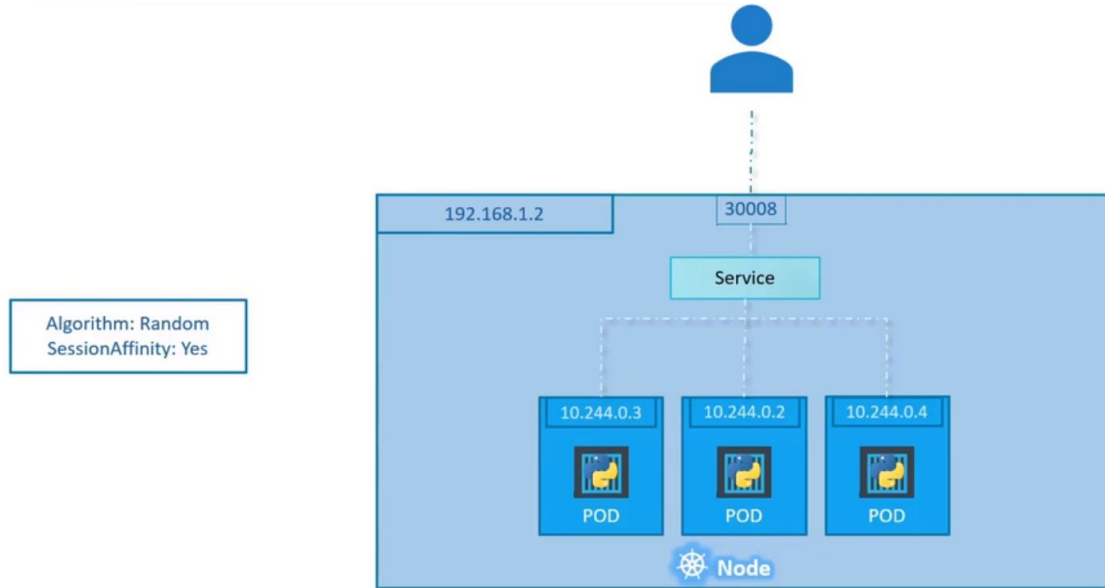 192.168.1.2
30008
Service
Algorithm: Random
SessionAffinity: Yes
10.244.0.3
10.244.0.2
10.244.0.4
POD
POD
POD
Node